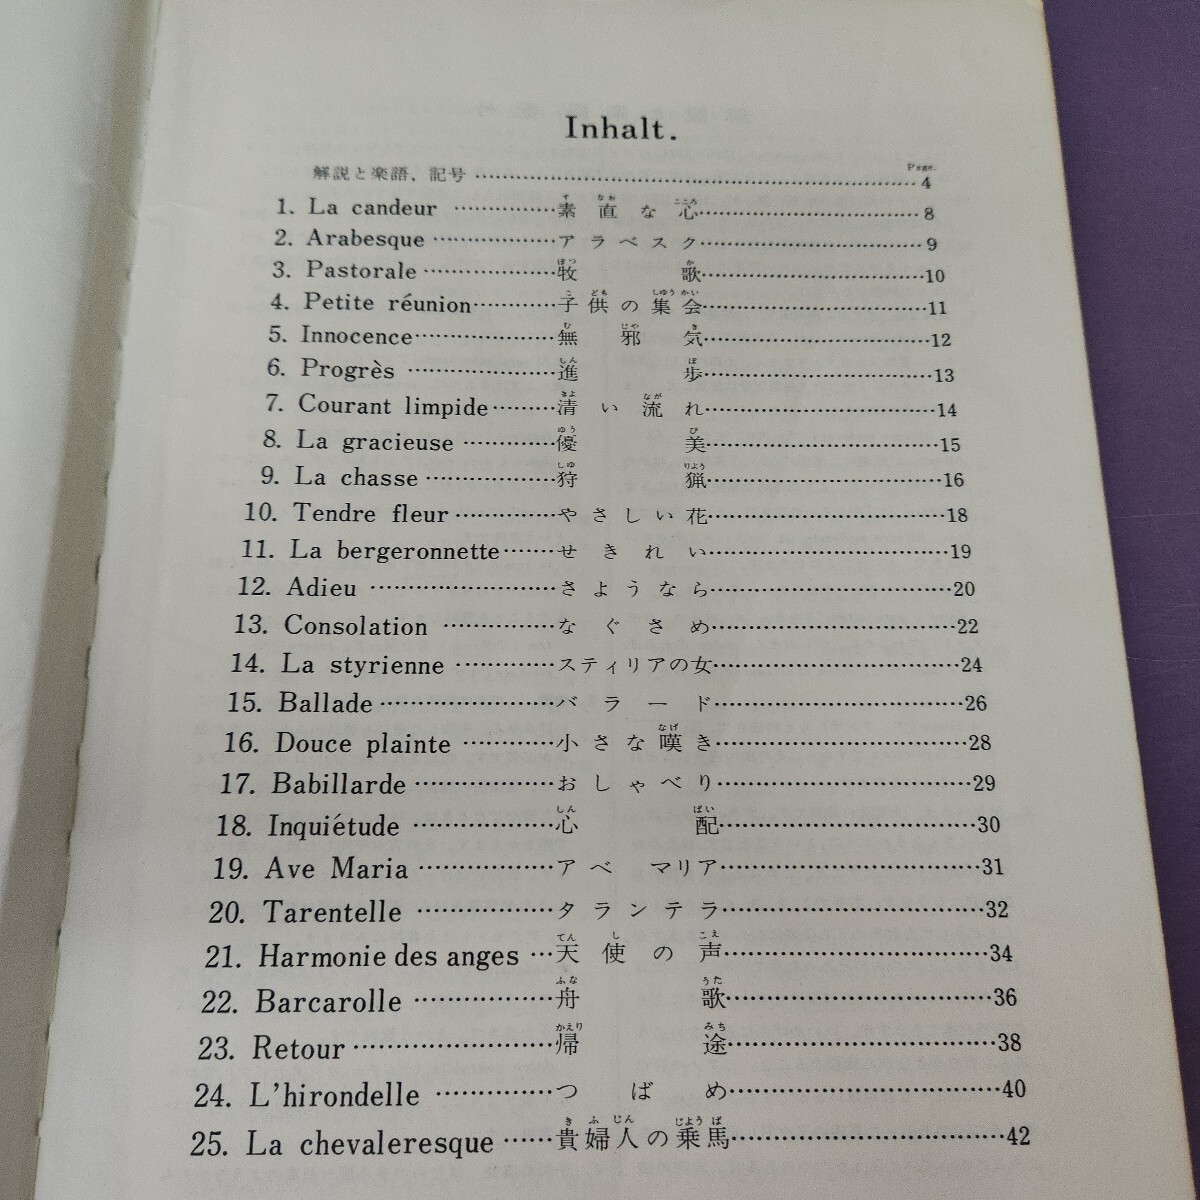 Inhalt.
Page.
解説と楽語、記号 4
1. La candeur 素直な心 8
2. Arabesque アラベスク 9
3. Pastorale 牧歌 10
4. Petite réunion 子供の集会 11
5. Innocence 無邪気 12
6. Progrès 進歩 13
7. Courant limpide 清い流れ 14
8. La gracieuse 優美 15
9. La chasse 狩猟 16
10. Tendre fleur やさしい花 18
11. La bergeronnette せきれい 19
12. Adieu さようなら 20
13. Consolation なぐさめ 22
14. La styrienne スティリアの女 24
15. Ballade バラード 26
16. Douce plainte 小さな嘆き 28
17. Babillarde おしゃべり 29
18. Inquiétude 心配 30
19. Ave Maria アベ マリア 31
20. Tarentelle タランテラ 32
21. Harmonie des anges 天使の声 34
22. Barcarolle 舟歌 36
23. Retour 帰途 38
24. L'hirondelle つばめ 40
25. La chevaleresque 貴婦人の乗馬 42